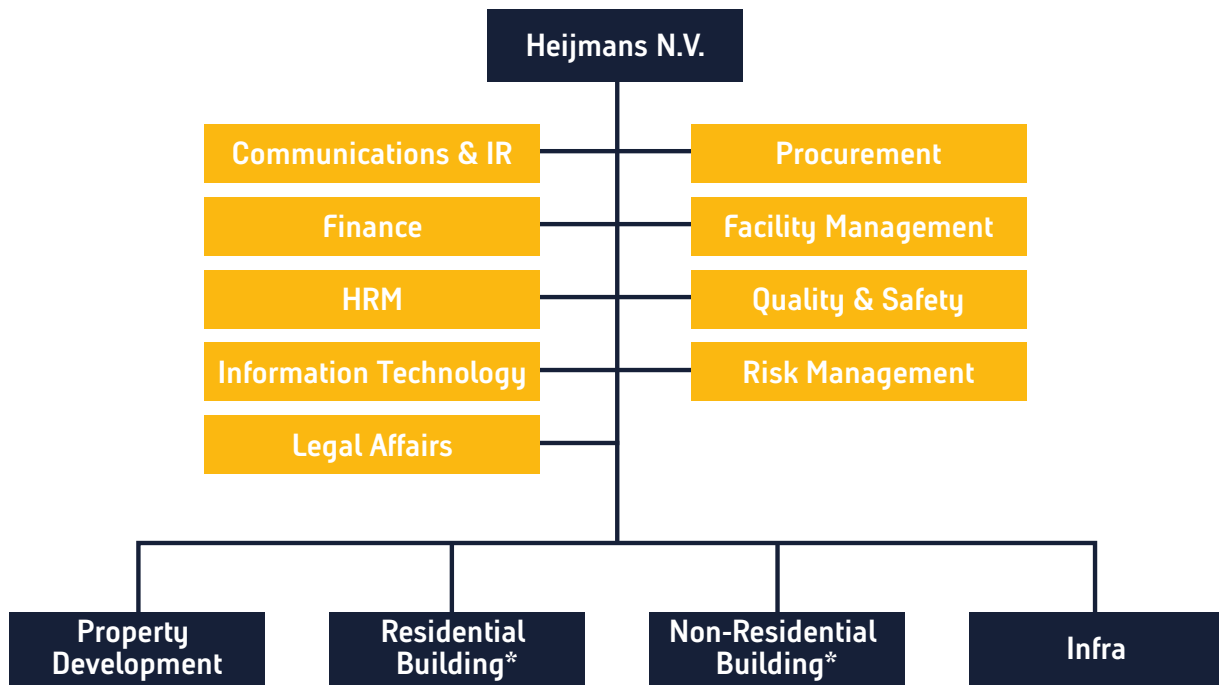 Heijmans N.V.
Communications & IR
Procurement
Finance
Facility Management
HRM
Quality & Safety
Information Technology
Risk Management
Legal Affairs
Property
Development
Residential
Building*
Non-Residential
Building*
Infra